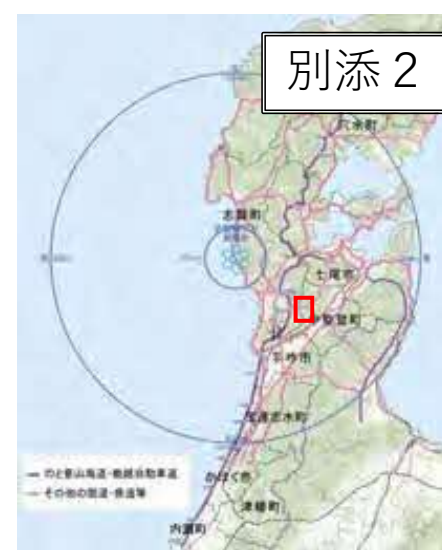 別添２
穴水町
志賀町
七尾市
中能登町
羽咋市
宝達志水町
かほく市
津幡町
内灘町
━ のと里山海道・能越自動車道
─ その他の国道・県道等